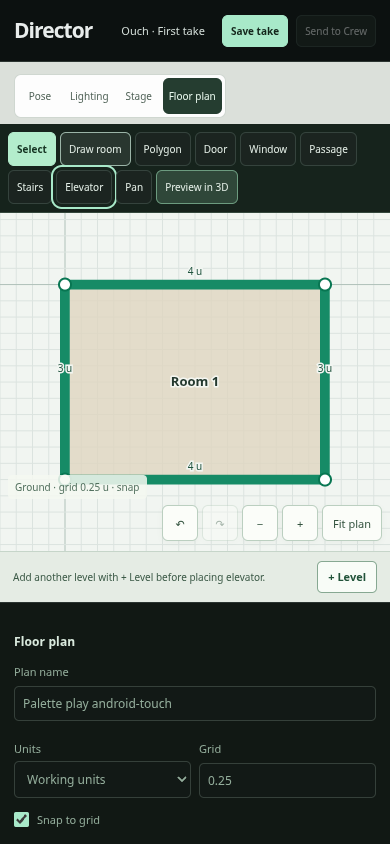 Director
Ouch · First take
Save take
Send to Crew
Pose
Lighting
Stage
Floor plan
Select
Draw room
Polygon
Door
Window
Passage
Stairs
Elevator
Pan
Preview in 3D
4 u
3 u
3 u
Room 1
4 u
Ground · grid 0.25 u · snap
Fit plan
Add another level with + Level before placing elevator.
+ Level
Floor plan
Plan name
Palette play android-touch
Units
Grid
Working units
0.25
Snap to grid